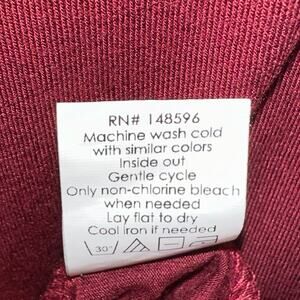 RN# 148596
Machine wash cold
with similar colors
Inside out
Gentle cycle
Only non-chlorine bleach
when needed
Lay flat to dry
Cool iron if needed
30°